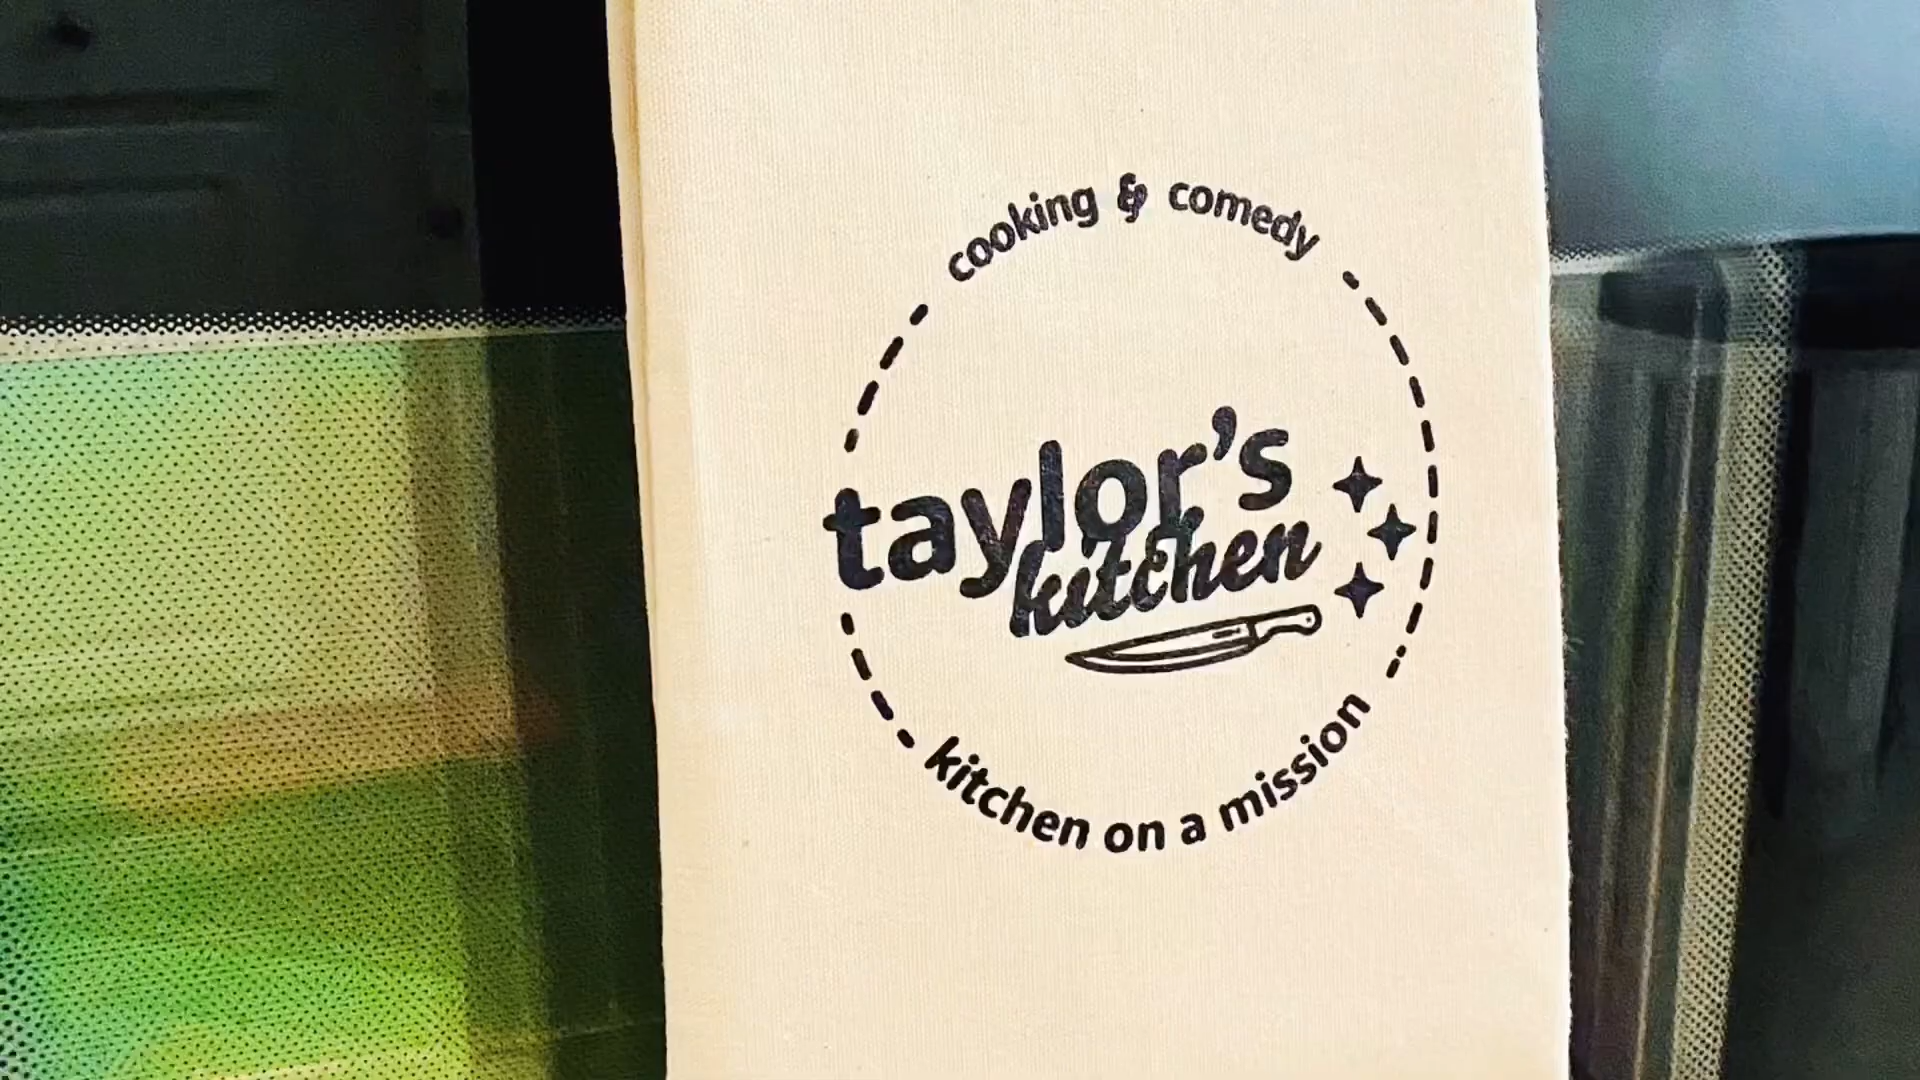 cooking & comedy
taylor's
kitchen
kitchen on a mission